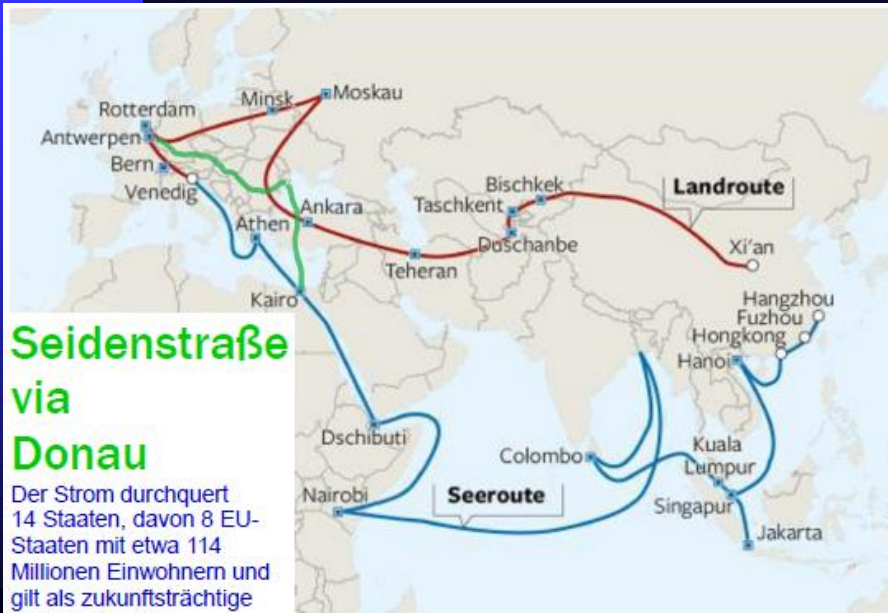 Rotterdam
Minsk
Moskau
Antwerpen
Bern
Venedig
Athen
Ankara
Kairo
Teheran
Taschkent
Bischkek
Duschanbe
Landroute
Xi'an
Hangzhou
Fuzhou
Hongkong
Hanoi
Dschibuti
Nairobi
Seeroute
Colombo
Kuala
Lumpur
Singapur
Jakarta
Seidenstraße
via
Donau
Der Strom durchquert
14 Staaten, davon 8 EU-
Staaten mit etwa 114
Millionen Einwohnern und
gilt als zukunftsträchtige